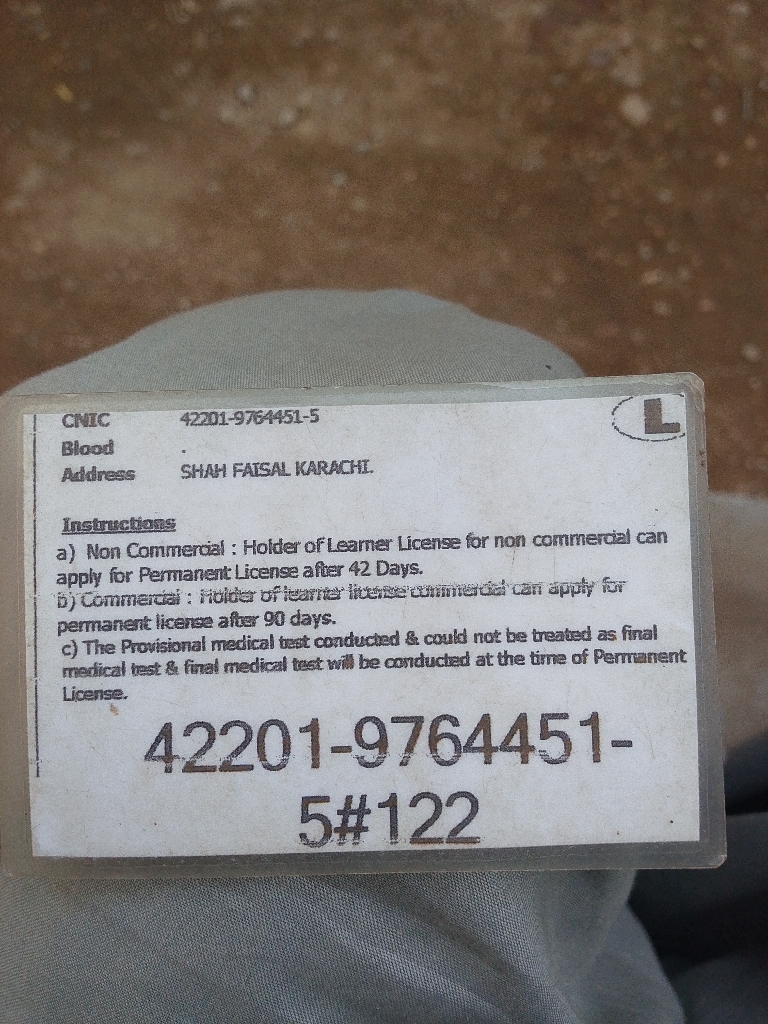 L
CNIC 42201-9764451-5
Blood .
Address SHAH FAISAL KARACHI.
Instructions
a) Non Commercial : Holder of Learner License for non commercial can
apply for Permanent License after 42 Days.
b) Commercial : Holder of learner license commercial can apply for
permanent license after 90 days.
c) The Provisional medical test conducted & could not be treated as final
medical test & final medical test will be conducted at the time of Permanent
License.
42201-9764451-
5#122